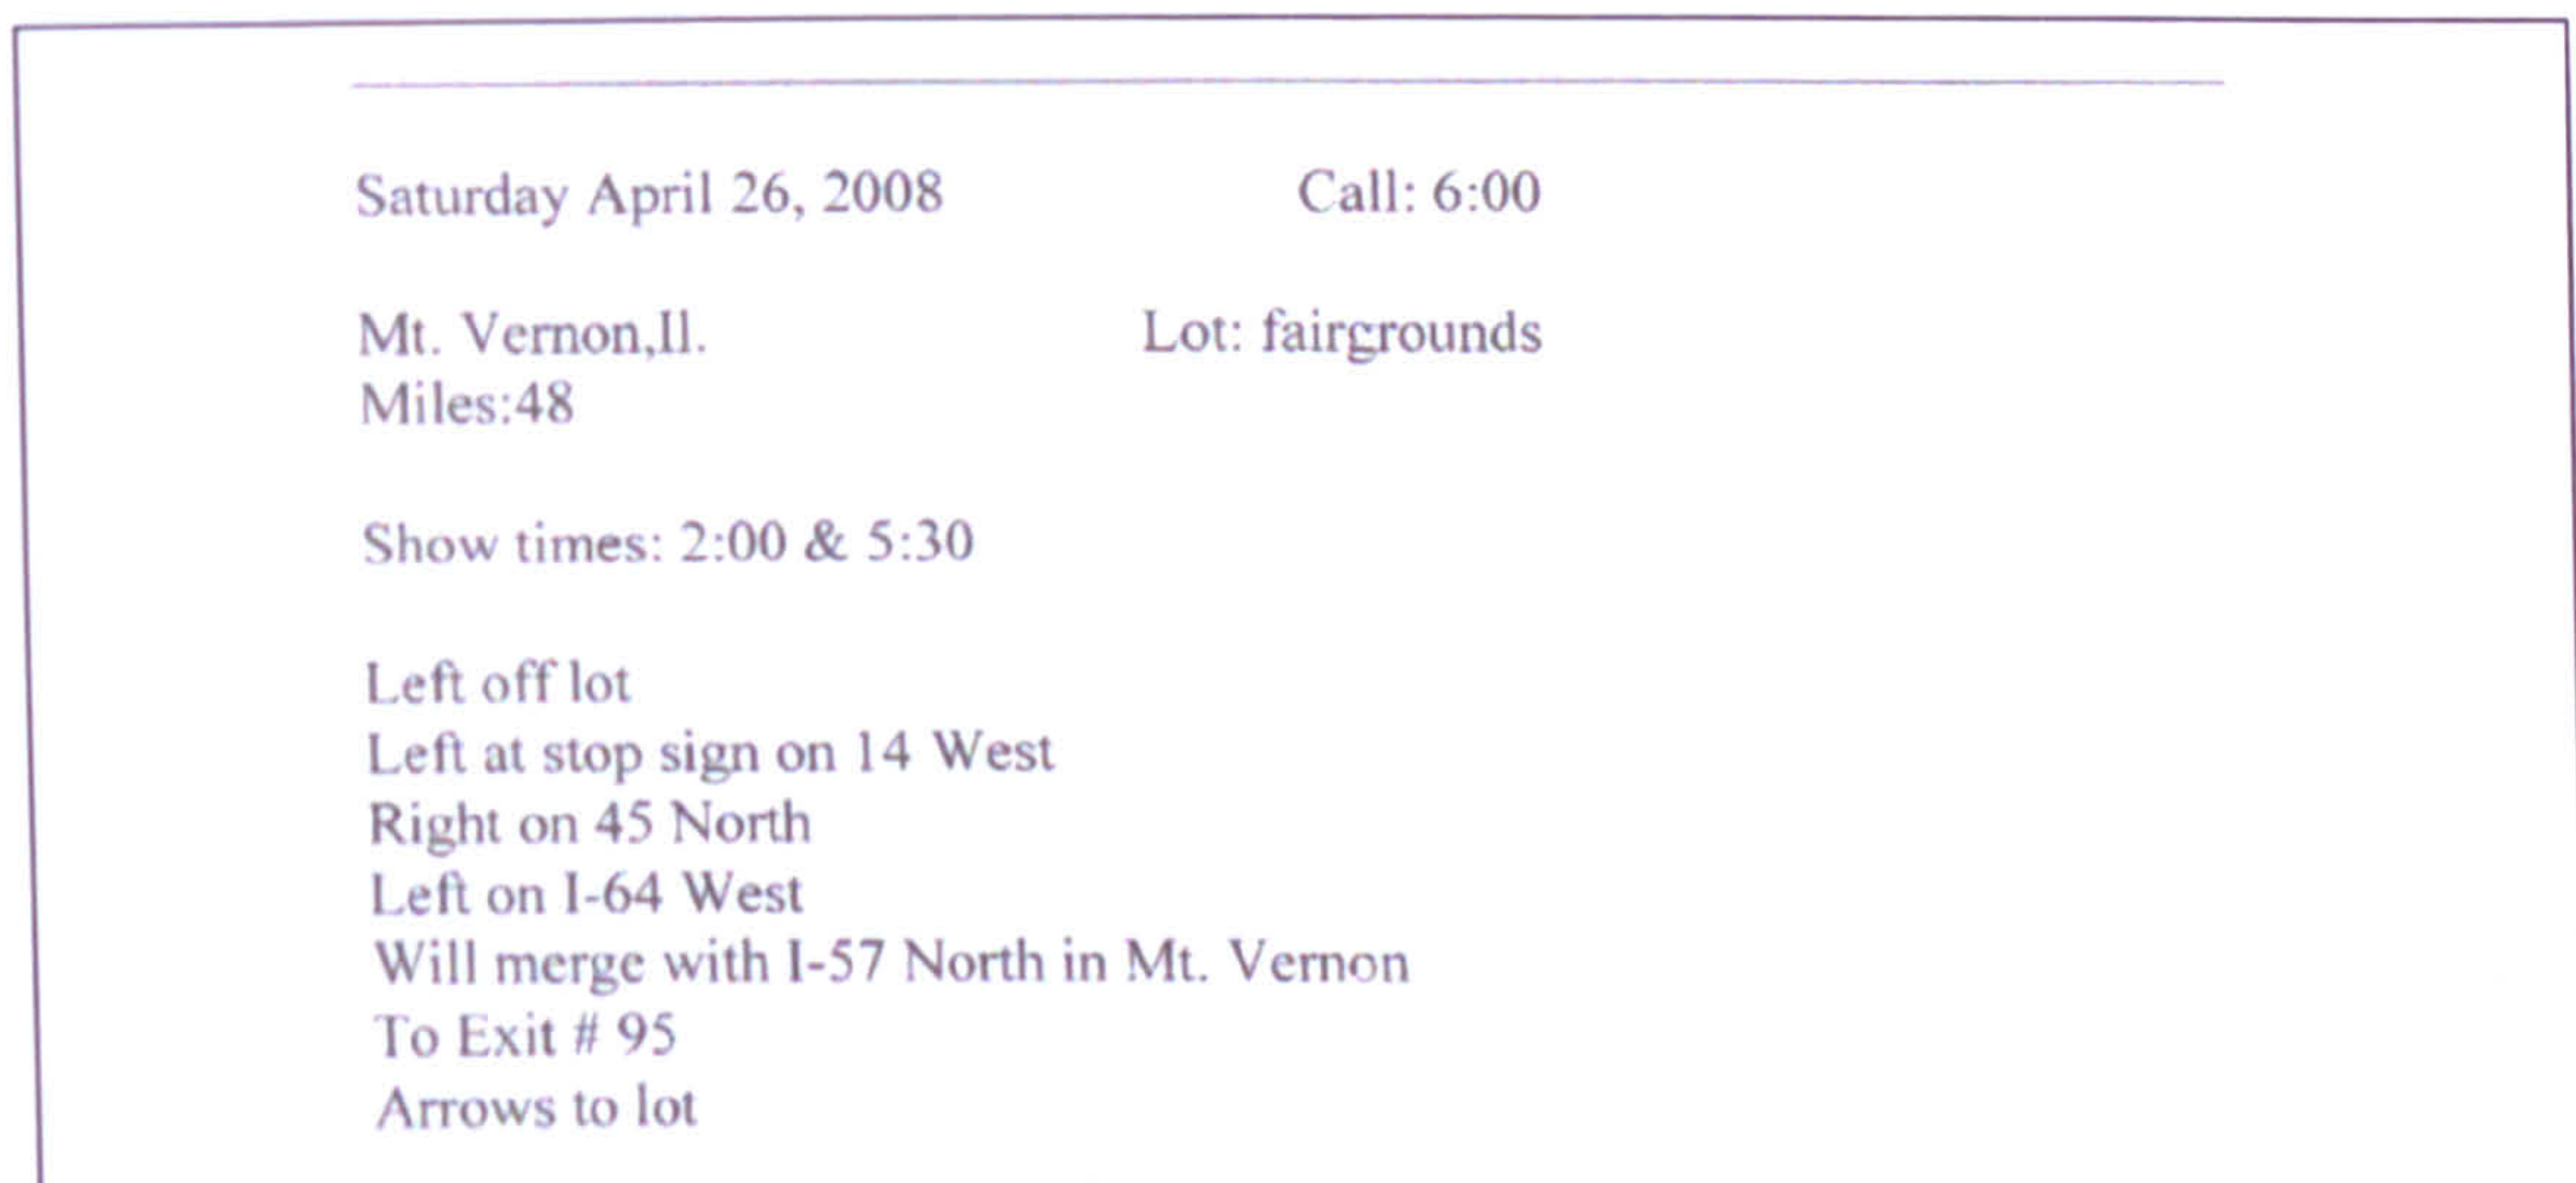 Saturday April 26, 2008 Call: 6:00
Mt. Vernon,Il. Lot: fairgrounds
Miles:48
Show times: 2:00 & 5:30
Left off lot
Left at stop sign on 14 West
Right on 45 North
Left on I-64 West
Will merge with I-57 North in Mt. Vernon
To Exit # 95
Arrows to lot